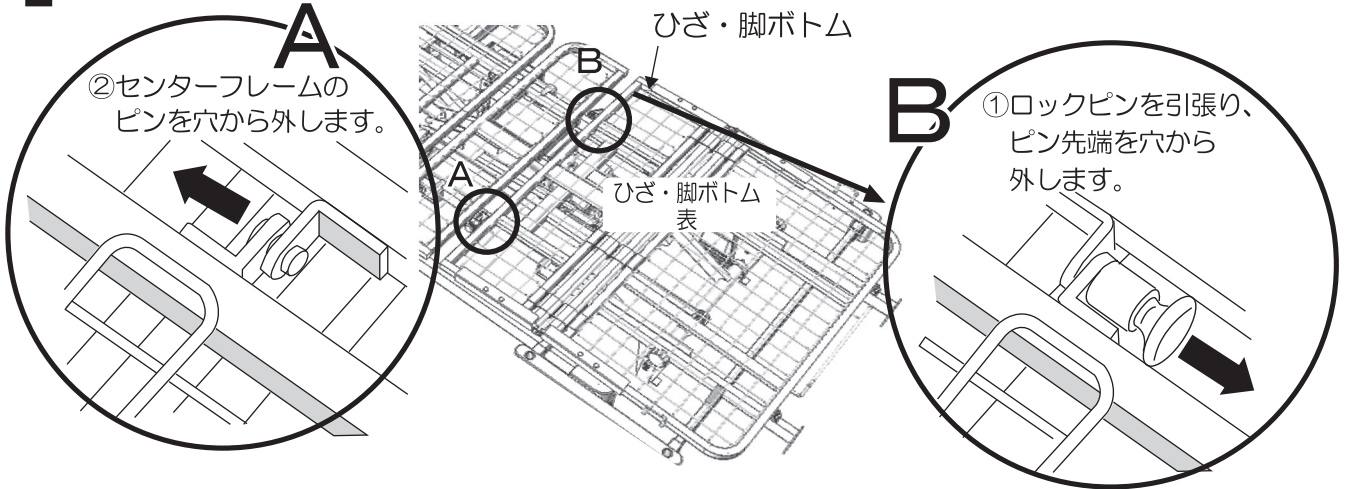 A
②センターフレームの
ピンを穴から外します。
ひざ・脚ボトム
B
A
ひざ・脚ボトム
表
B
①ロックピンを引張り、
ピン先端を穴から
外します。